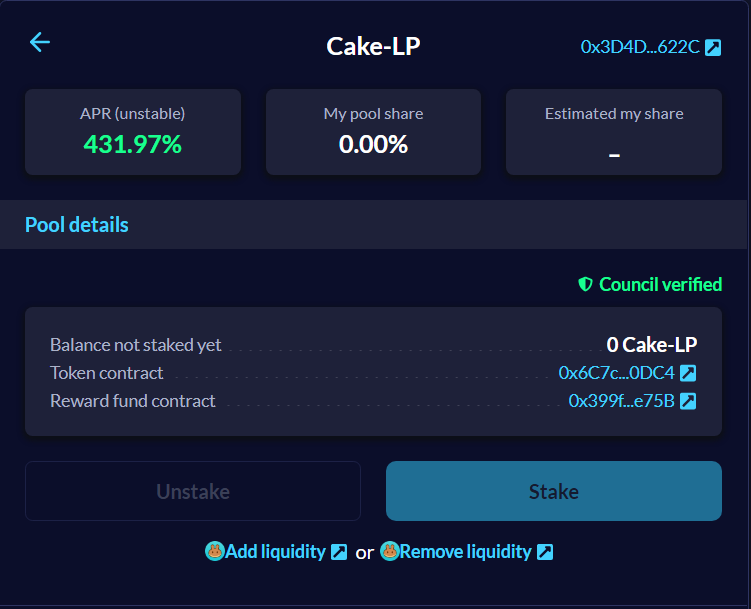 Cake-LP
0x3D4D...622C
APR (unstable)
431.97%
My pool share
0.00%
Estimated my share
–
Pool details
Council verified
Balance not staked yet 0 Cake-LP
Token contract 0x6C7c...0DC4
Reward fund contract 0x399f...e75B
Unstake
Stake
Add liquidity or Remove liquidity